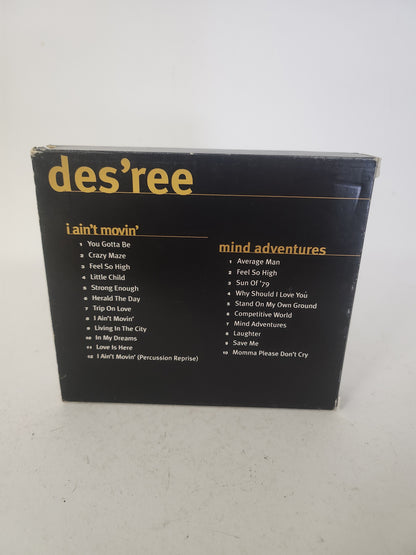 des'ree
i ain't movin'
1 You Gotta Be
2 Crazy Maze
3 Feel So High
4 Little Child
5 Strong Enough
6 Herald The Day
7 Trip On Love
8 I Ain't Movin'
9 Living In The City
10 In My Dreams
11 Love Is Here
12 I Ain't Movin' (Percussion Reprise)
mind adventures
1 Average Man
2 Feel So High
3 Sun Of '79
4 Why Should I Love You
5 Stand On My Own Ground
6 Competitive World
7 Mind Adventures
8 Laughter
9 Save Me
10 Momma Please Don't Cry